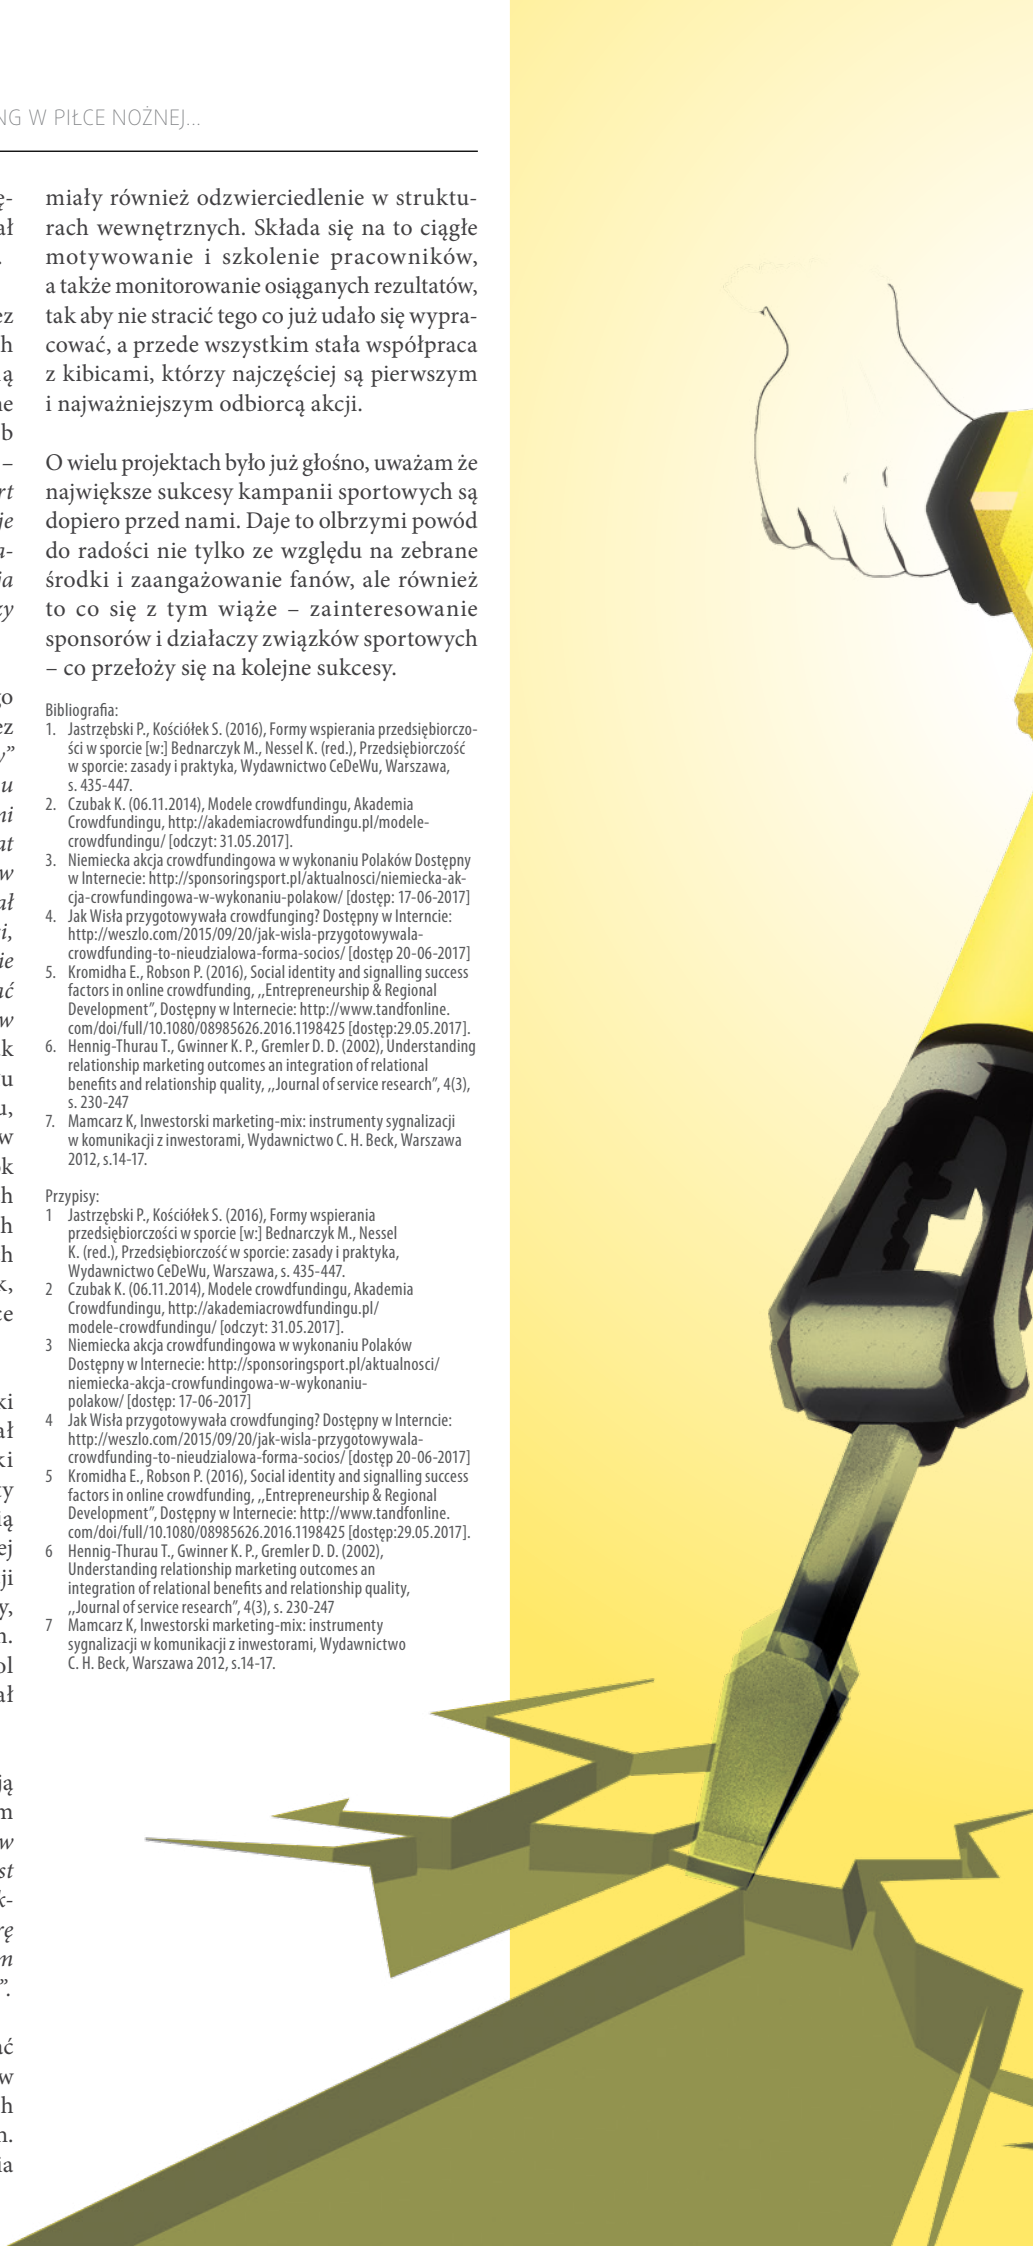 W PIŁCE NOŻNEJ...
miały również odzwierciedlenie w struktu-
rach wewnętrznych. Składa się na to ciągłe
motywowanie i szkolenie pracowników,
a także monitorowanie osiąganych rezultatów,
tak aby nie stracić tego co już udało się wypra-
cować, a przede wszystkim stała współpraca
z kibicami, którzy najczęściej są pierwszym
i najważniejszym odbiorcą akcji.
O wielu projektach było już głośno, uważam że
największe sukcesy kampanii sportowych są
dopiero przed nami. Daje to olbrzymi powód
do radości nie tylko ze względu na zebrane
środki i zaangażowanie fanów, ale również
to co się z tym wiąże – zainteresowanie
sponsorów i działaczy związków sportowych
– co przełoży się na kolejne sukcesy.
Bibliografia:
1. Jastrzębski P., Kościółek S. (2016), Formy wspierania przedsiębiorczo-
ści w sporcie [w:] Bednarczyk M., Nessel K. (red.), Przedsiębiorczość
w sporcie: zasady i praktyka, Wydawnictwo CeDeWu, Warszawa,
s. 435-447.
2. Czubak K. (06.11.2014), Modele crowdfundingu, Akademia
Crowdfundingu, http://akademiacrowdfundingu.pl/modele-
crowdfundingu/ [odczyt: 31.05.2017].
3. Niemiecka akcja crowdfundingowa w wykonaniu Polaków Dostępny
w Internecie: http://sponsoringsport.pl/aktualnosci/niemiecka-ak-
cja-crowfundingowa-w-wykonaniu-polakow/ [dostęp: 17-06-2017]
4. Jak Wisła przygotowywała crowdfunging? Dostępny w Interncie:
http://weszlo.com/2015/09/20/jak-wisla-przygotowywala-
crowdfunding-to-nieudzialowa-forma-socios/ [dostęp 20-06-2017]
5. Kromidha E., Robson P. (2016), Social identity and signalling success
factors in online crowdfunding, ,,Entrepreneurship & Regional
Development", Dostępny w Internecie: http://www.tandfonline.
com/doi/full/10.1080/08985626.2016.1198425 [dostęp:29.05.2017].
6. Hennig-Thurau T., Gwinner K. P., Gremler D. D. (2002), Understanding
relationship marketing outcomes an integration of relational
benefits and relationship quality, ,,Journal of service research", 4(3),
s. 230-247
7. Mamcarz K, Inwestorski marketing-mix: instrumenty sygnalizacji
w komunikacji z inwestorami, Wydawnictwo C. H. Beck, Warszawa
2012, s.14-17.
Przypisy:
1 Jastrzębski P., Kościółek S. (2016), Formy wspierania
przedsiębiorczości w sporcie [w:] Bednarczyk M., Nessel
K. (red.), Przedsiębiorczość w sporcie: zasady i praktyka,
Wydawnictwo CeDeWu, Warszawa, s. 435-447.
2 Czubak K. (06.11.2014), Modele crowdfundingu, Akademia
Crowdfundingu, http://akademiacrowdfundingu.pl/
modele-crowdfundingu/ [odczyt: 31.05.2017].
3 Niemiecka akcja crowdfundingowa w wykonaniu Polaków
Dostępny w Internecie: http://sponsoringsport.pl/aktualnosci/
niemiecka-akcja-crowfundingowa-w-wykonaniu-
polakow/ [dostęp: 17-06-2017]
4 Jak Wisła przygotowywała crowdfunging? Dostępny w Interncie:
http://weszlo.com/2015/09/20/jak-wisla-przygotowywala-
crowdfunding-to-nieudzialowa-forma-socios/ [dostęp 20-06-2017]
5 Kromidha E., Robson P. (2016), Social identity and signalling success
factors in online crowdfunding, ,,Entrepreneurship & Regional
Development", Dostępny w Internecie: http://www.tandfonline.
com/doi/full/10.1080/08985626.2016.1198425 [dostęp:29.05.2017].
6 Hennig-Thurau T., Gwinner K. P., Gremler D. D. (2002),
Understanding relationship marketing outcomes an
integration of relational benefits and relationship quality,
,,Journal of service research", 4(3), s. 230-247
7 Mamcarz K, Inwestorski marketing-mix: instrumenty
sygnalizacji w komunikacji z inwestorami, Wydawnictwo
C. H. Beck, Warszawa 2012, s.14-17.